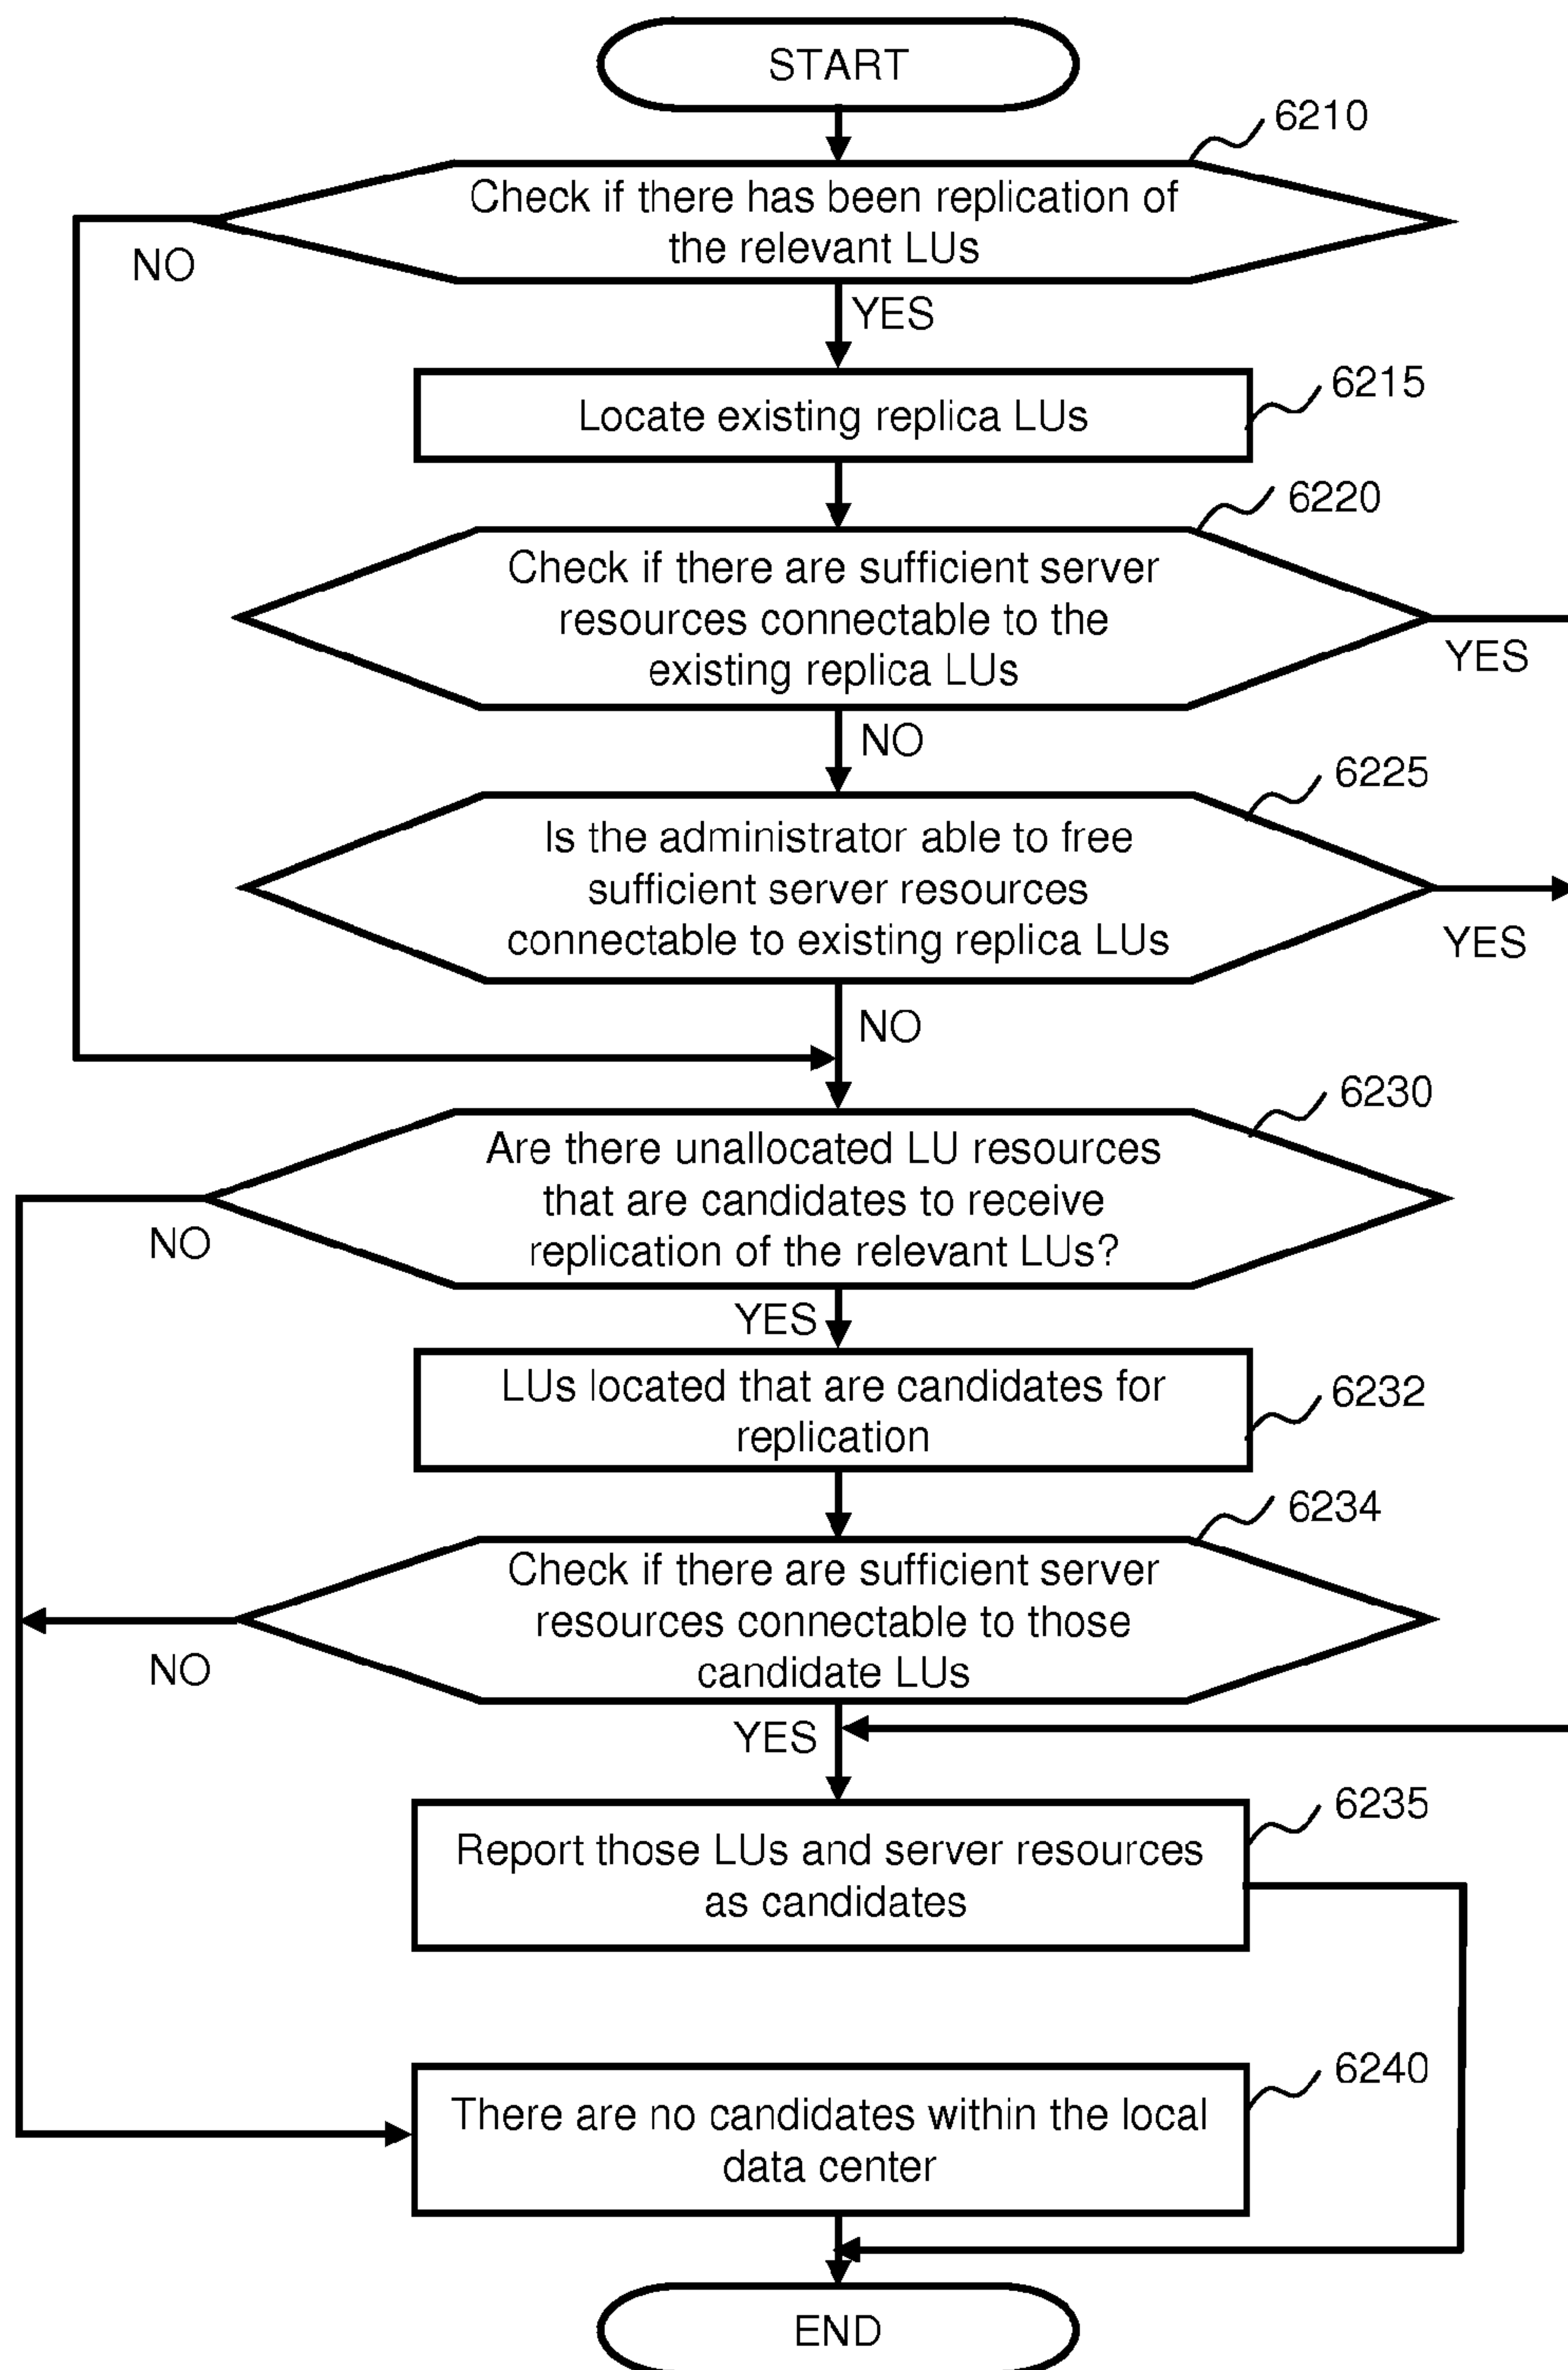 START
6210
Check if there has been replication of
the relevant LUs
NO
YES
6215
Locate existing replica LUs
6220
Check if there are sufficient server
resources connectable to the
existing replica LUs
YES
NO
6225
Is the administrator able to free
sufficient server resources
connectable to existing replica LUs
YES
NO
6230
Are there unallocated LU resources
that are candidates to receive
replication of the relevant LUs?
NO
YES
6232
LUs located that are candidates for
replication
6234
Check if there are sufficient server
resources connectable to those
candidate LUs
NO
YES
6235
Report those LUs and server resources
as candidates
6240
There are no candidates within the local
data center
END